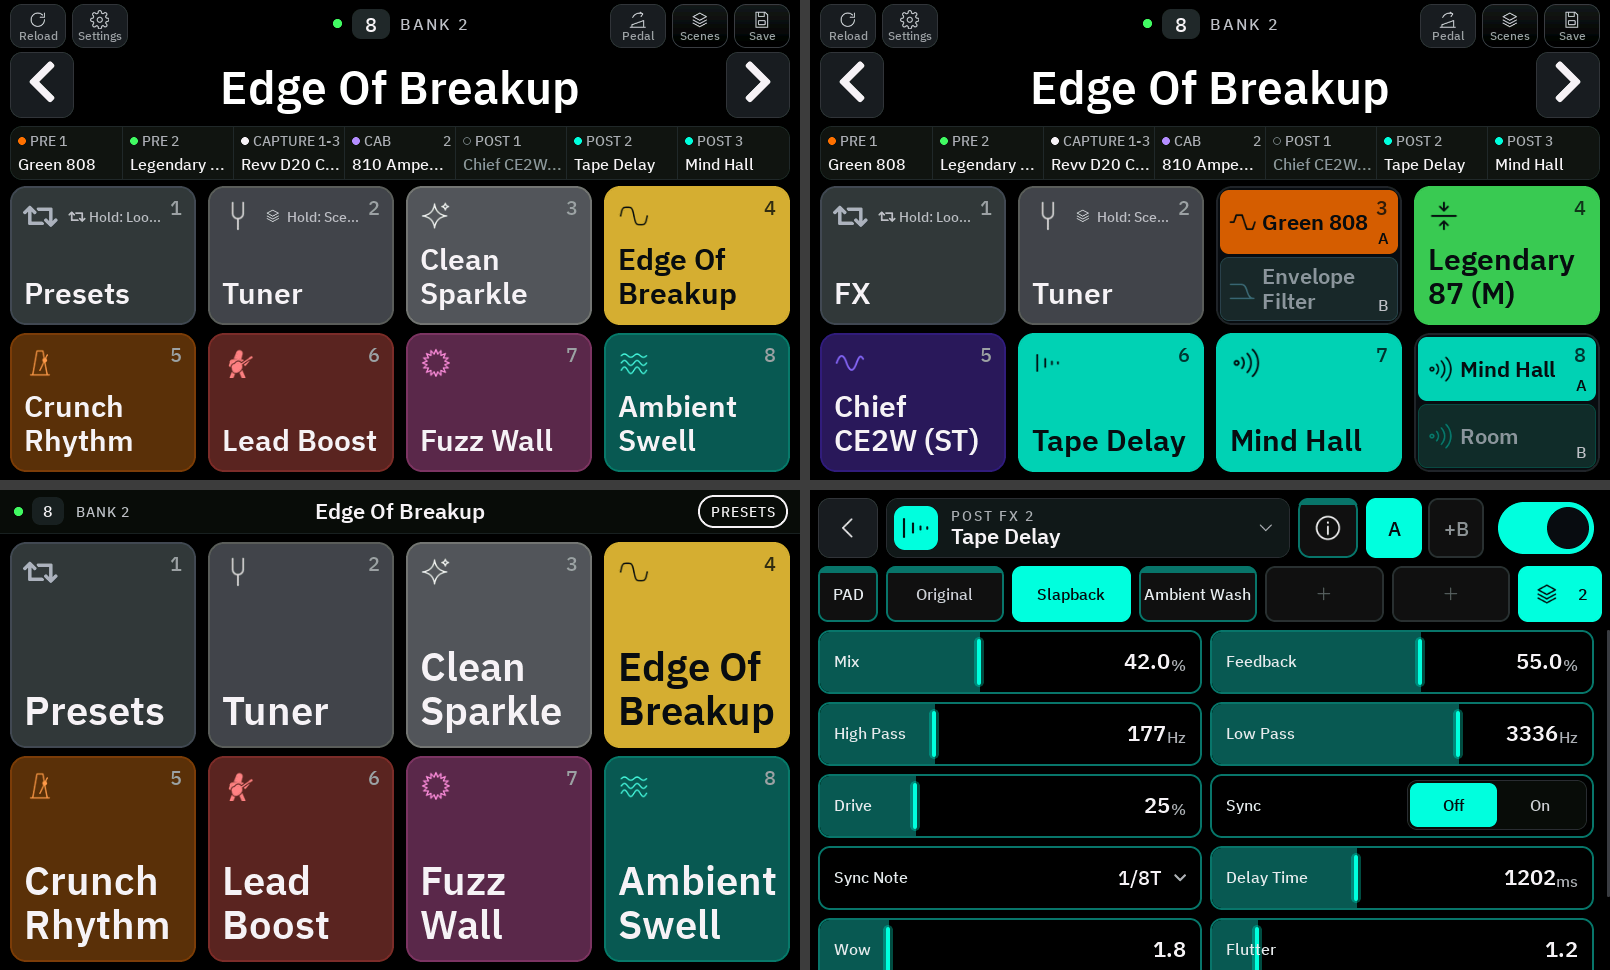 Reload
Settings
8 BANK 2
Pedal
Scenes
Save
Edge Of Breakup
PRE 1
Green 808
PRE 2
Legendary ...
CAPTURE 1-3
Revv D20 C...
CAB 2
810 Ampe...
POST 1
Chief CE2W...
POST 2
Tape Delay
POST 3
Mind Hall
Hold: Loo... 1
Presets
Hold: Sce... 2
Tuner
3
Clean
Sparkle
4
Edge Of
Breakup
5
Crunch
Rhythm
6
Lead Boost
7
Fuzz Wall
8
Ambient
Swell
Reload
Settings
8 BANK 2
Pedal
Scenes
Save
Edge Of Breakup
PRE 1
Green 808
PRE 2
Legendary ...
CAPTURE 1-3
Revv D20 C...
CAB 2
810 Ampe...
POST 1
Chief CE2W...
POST 2
Tape Delay
POST 3
Mind Hall
Hold: Loo... 1
FX
Hold: Sce... 2
Tuner
Green 808 3
A
Envelope
Filter
B
4
Legendary
87 (M)
5
Chief
CE2W (ST)
6
Tape Delay
7
Mind Hall
Mind Hall 8
A
Room
B
8 BANK 2
Edge Of Breakup
PRESETS
1
Presets
2
Tuner
3
Clean
Sparkle
4
Edge Of
Breakup
5
Crunch
Rhythm
6
Lead
Boost
7
Fuzz
Wall
8
Ambient
Swell
POST FX 2
Tape Delay
A
+B
PAD
Original
Slapback
Ambient Wash
+
+
2
Mix 42.0%
Feedback 55.0%
High Pass 177Hz
Low Pass 3336Hz
Drive 25%
Sync Off On
Sync Note 1/8T
Delay Time 1202ms
Wow 1.8
Flutter 1.2